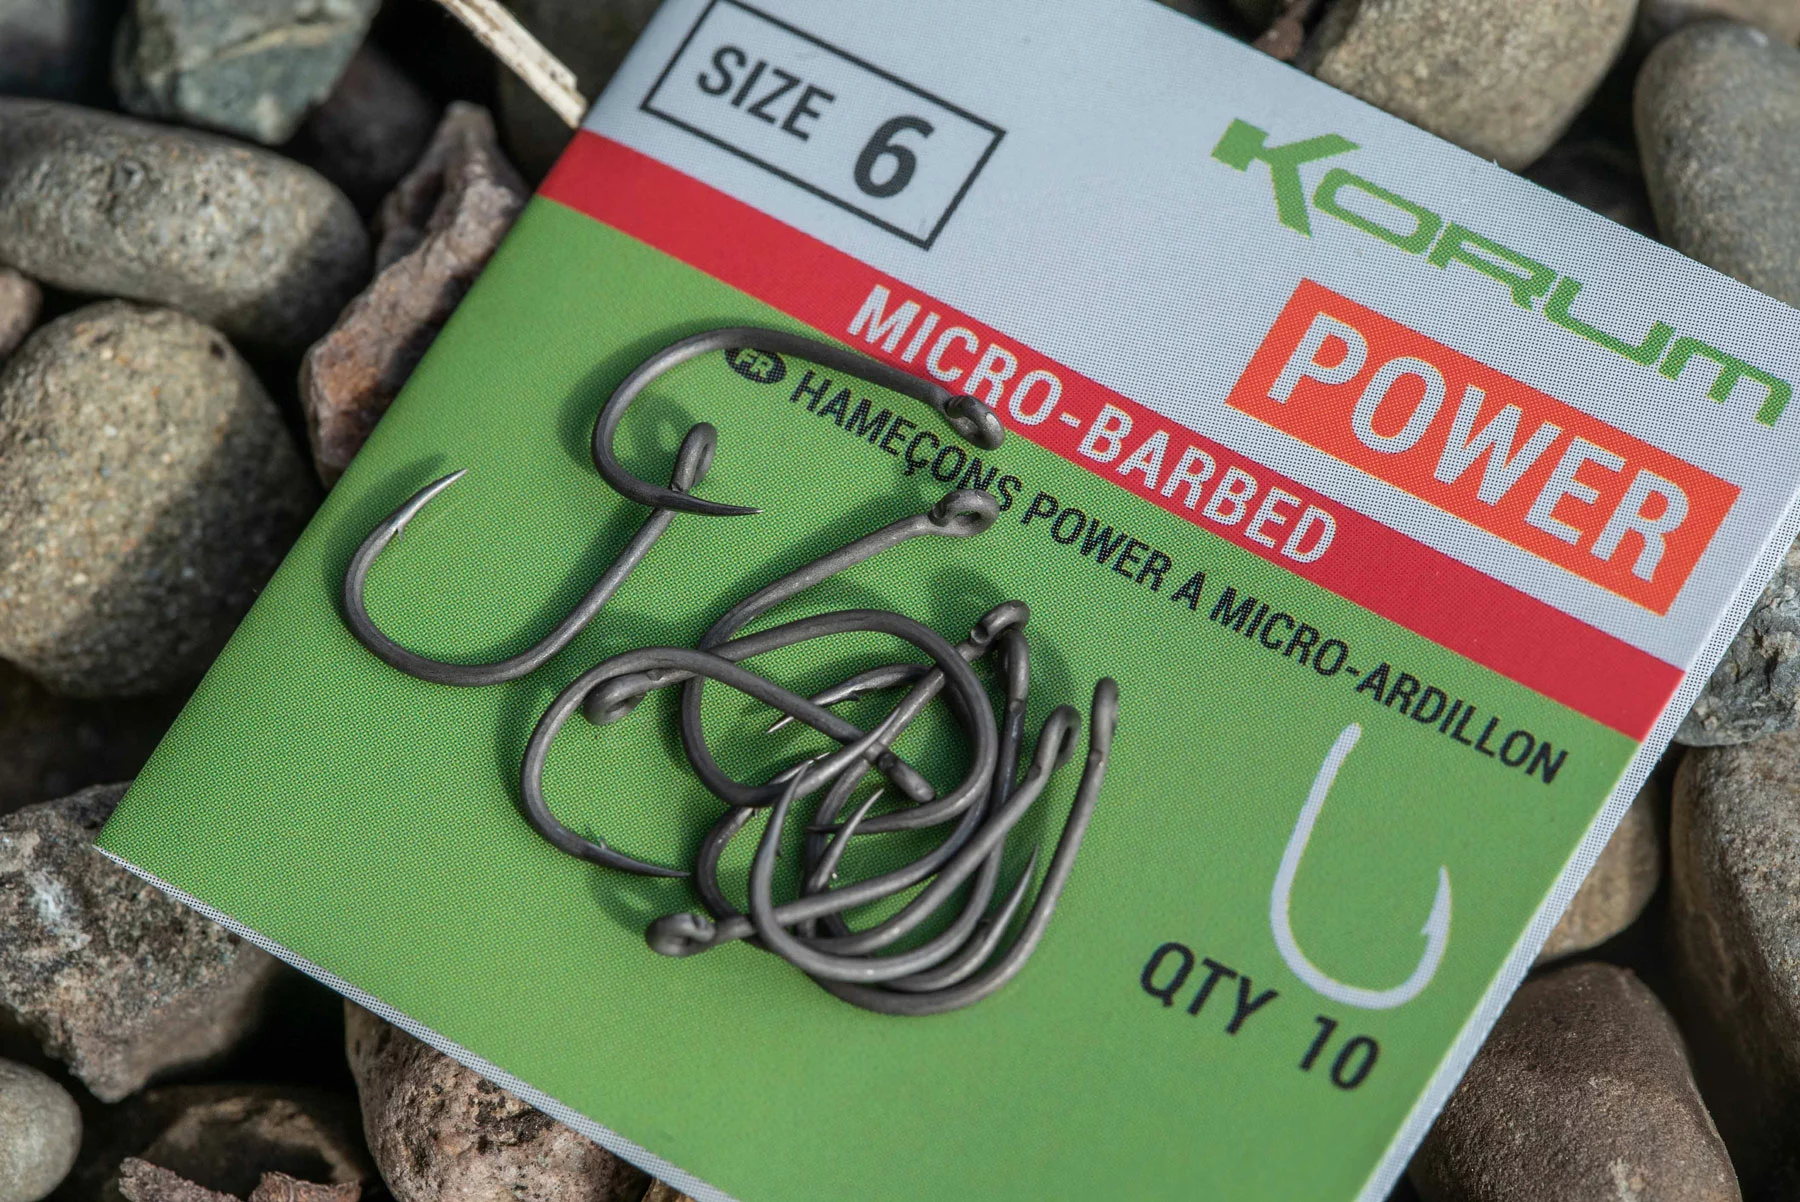 SIZE 6
KORUM
POWER
MICRO-BARBED
FR HAMEÇONS POWER A MICRO-ARDILLON
QTY 10